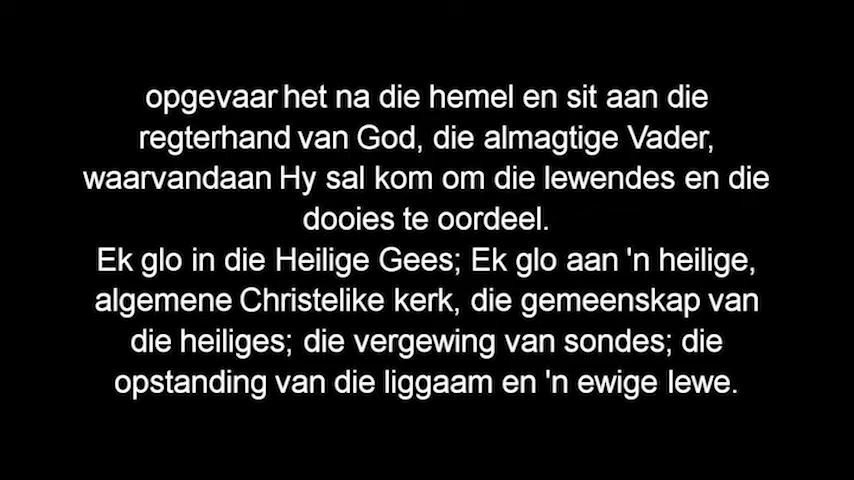 opgevaar het na die hemel en sit aan die
regterhand van God, die almagtige Vader,
waarvandaan Hy sal kom om die lewendes en die
dooies te oordeel.
Ek glo in die Heilige Gees; Ek glo aan 'n heilige,
algemene Christelike kerk, die gemeenskap van
die heiliges; die vergewing van sondes; die
opstanding van die liggaam en 'n ewige lewe.